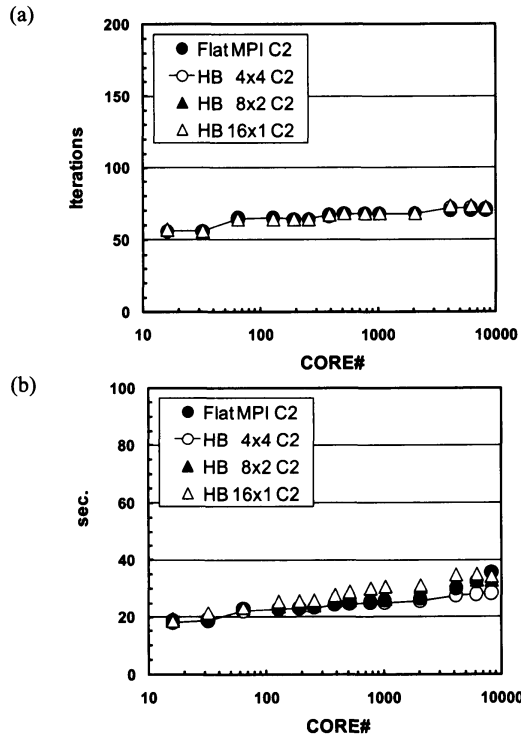 (a)
200
150
100
50
0
Iterations
Flat MPI C2
HB 4x4 C2
HB 8x2 C2
HB 16x1 C2
10 100 1000 10000
CORE#
(b)
100
80
60
40
20
0
sec.
Flat MPI C2
HB 4x4 C2
HB 8x2 C2
HB 16x1 C2
10 100 1000 10000
CORE#